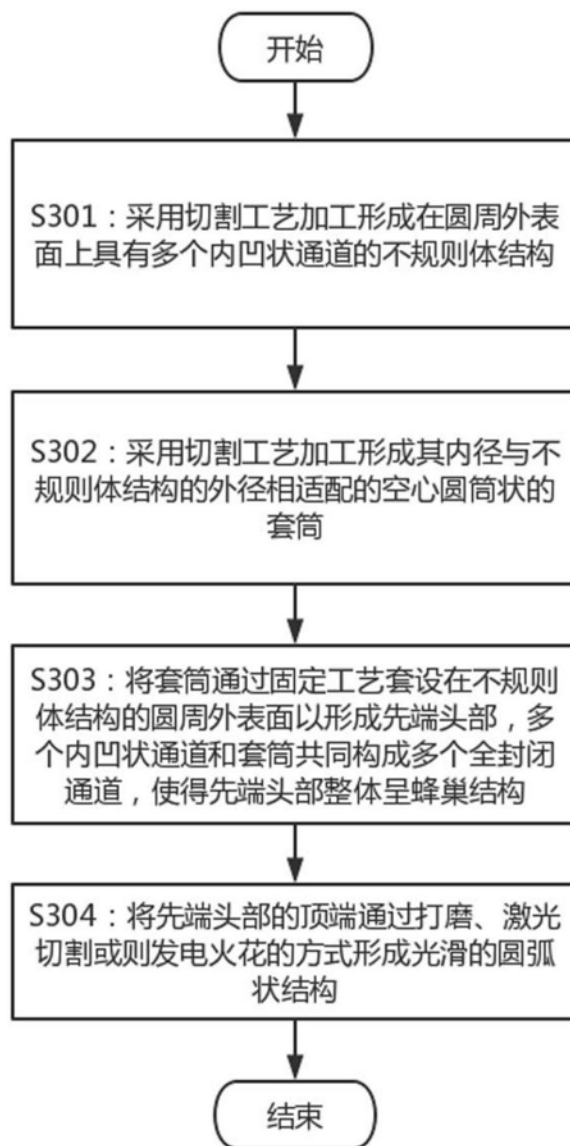 开始
S301：采用切割工艺加工形成在圆周外表
面上具有多个内凹状通道的不规则体结构
S302：采用切割工艺加工形成其内径与不
规则体结构的外径相适配的空心圆筒状的
套筒
S303：将套筒通过固定工艺套设在不规则
体结构的圆周外表面以形成先端头部，多
个内凹状通道和套筒共同构成多个全封闭
通道，使得先端头部整体呈蜂巢结构
S304：将先端头部的顶端通过打磨、激光
切割或则发电火花的方式形成光滑的圆弧
状结构
结束